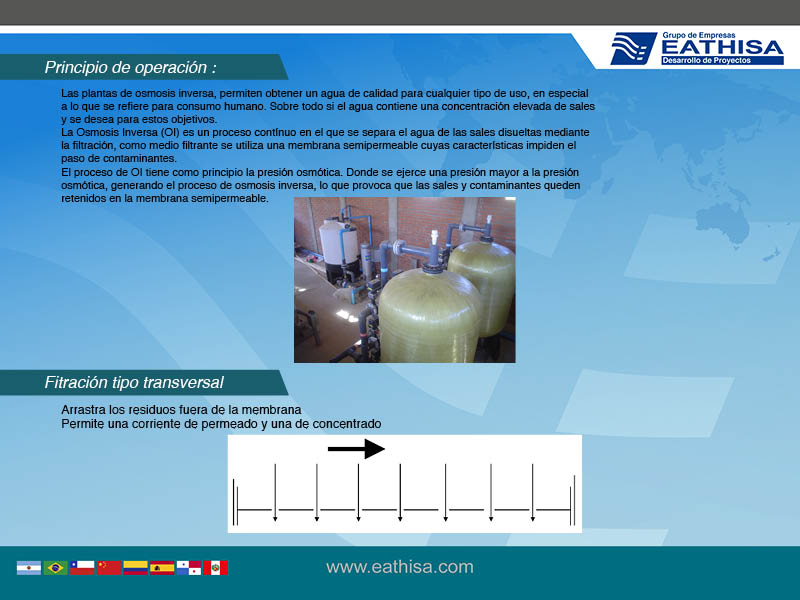 Grupo de Empresas
EATHISA
Desarrollo de Proyectos
Principio de operación :
Las plantas de osmosis inversa, permiten obtener un agua de calidad para cualquier tipo de uso, en especial
a lo que se refiere para consumo humano. Sobre todo si el agua contiene una concentración elevada de sales
y se desea para estos objetivos.
La Osmosis Inversa (OI) es un proceso contínuo en el que se separa el agua de las sales disueltas mediante
la filtración, como medio filtrante se utiliza una membrana semipermeable cuyas características impiden el
paso de contaminantes.
El proceso de OI tiene como principio la presión osmótica. Donde se ejerce una presión mayor a la presión
osmótica, generando el proceso de osmosis inversa, lo que provoca que las sales y contaminantes queden
retenidos en la membrana semipermeable.
Fitración tipo transversal
Arrastra los residuos fuera de la membrana
Permite una corriente de permeado y una de concentrado
www.eathisa.com